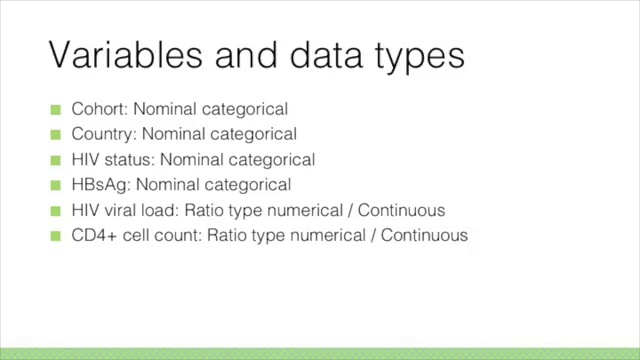 Variables and data types
Cohort: Nominal categorical
Country: Nominal categorical
HIV status: Nominal categorical
HBsAg: Nominal categorical
HIV viral load: Ratio type numerical / Continuous
CD4+ cell count: Ratio type numerical / Continuous